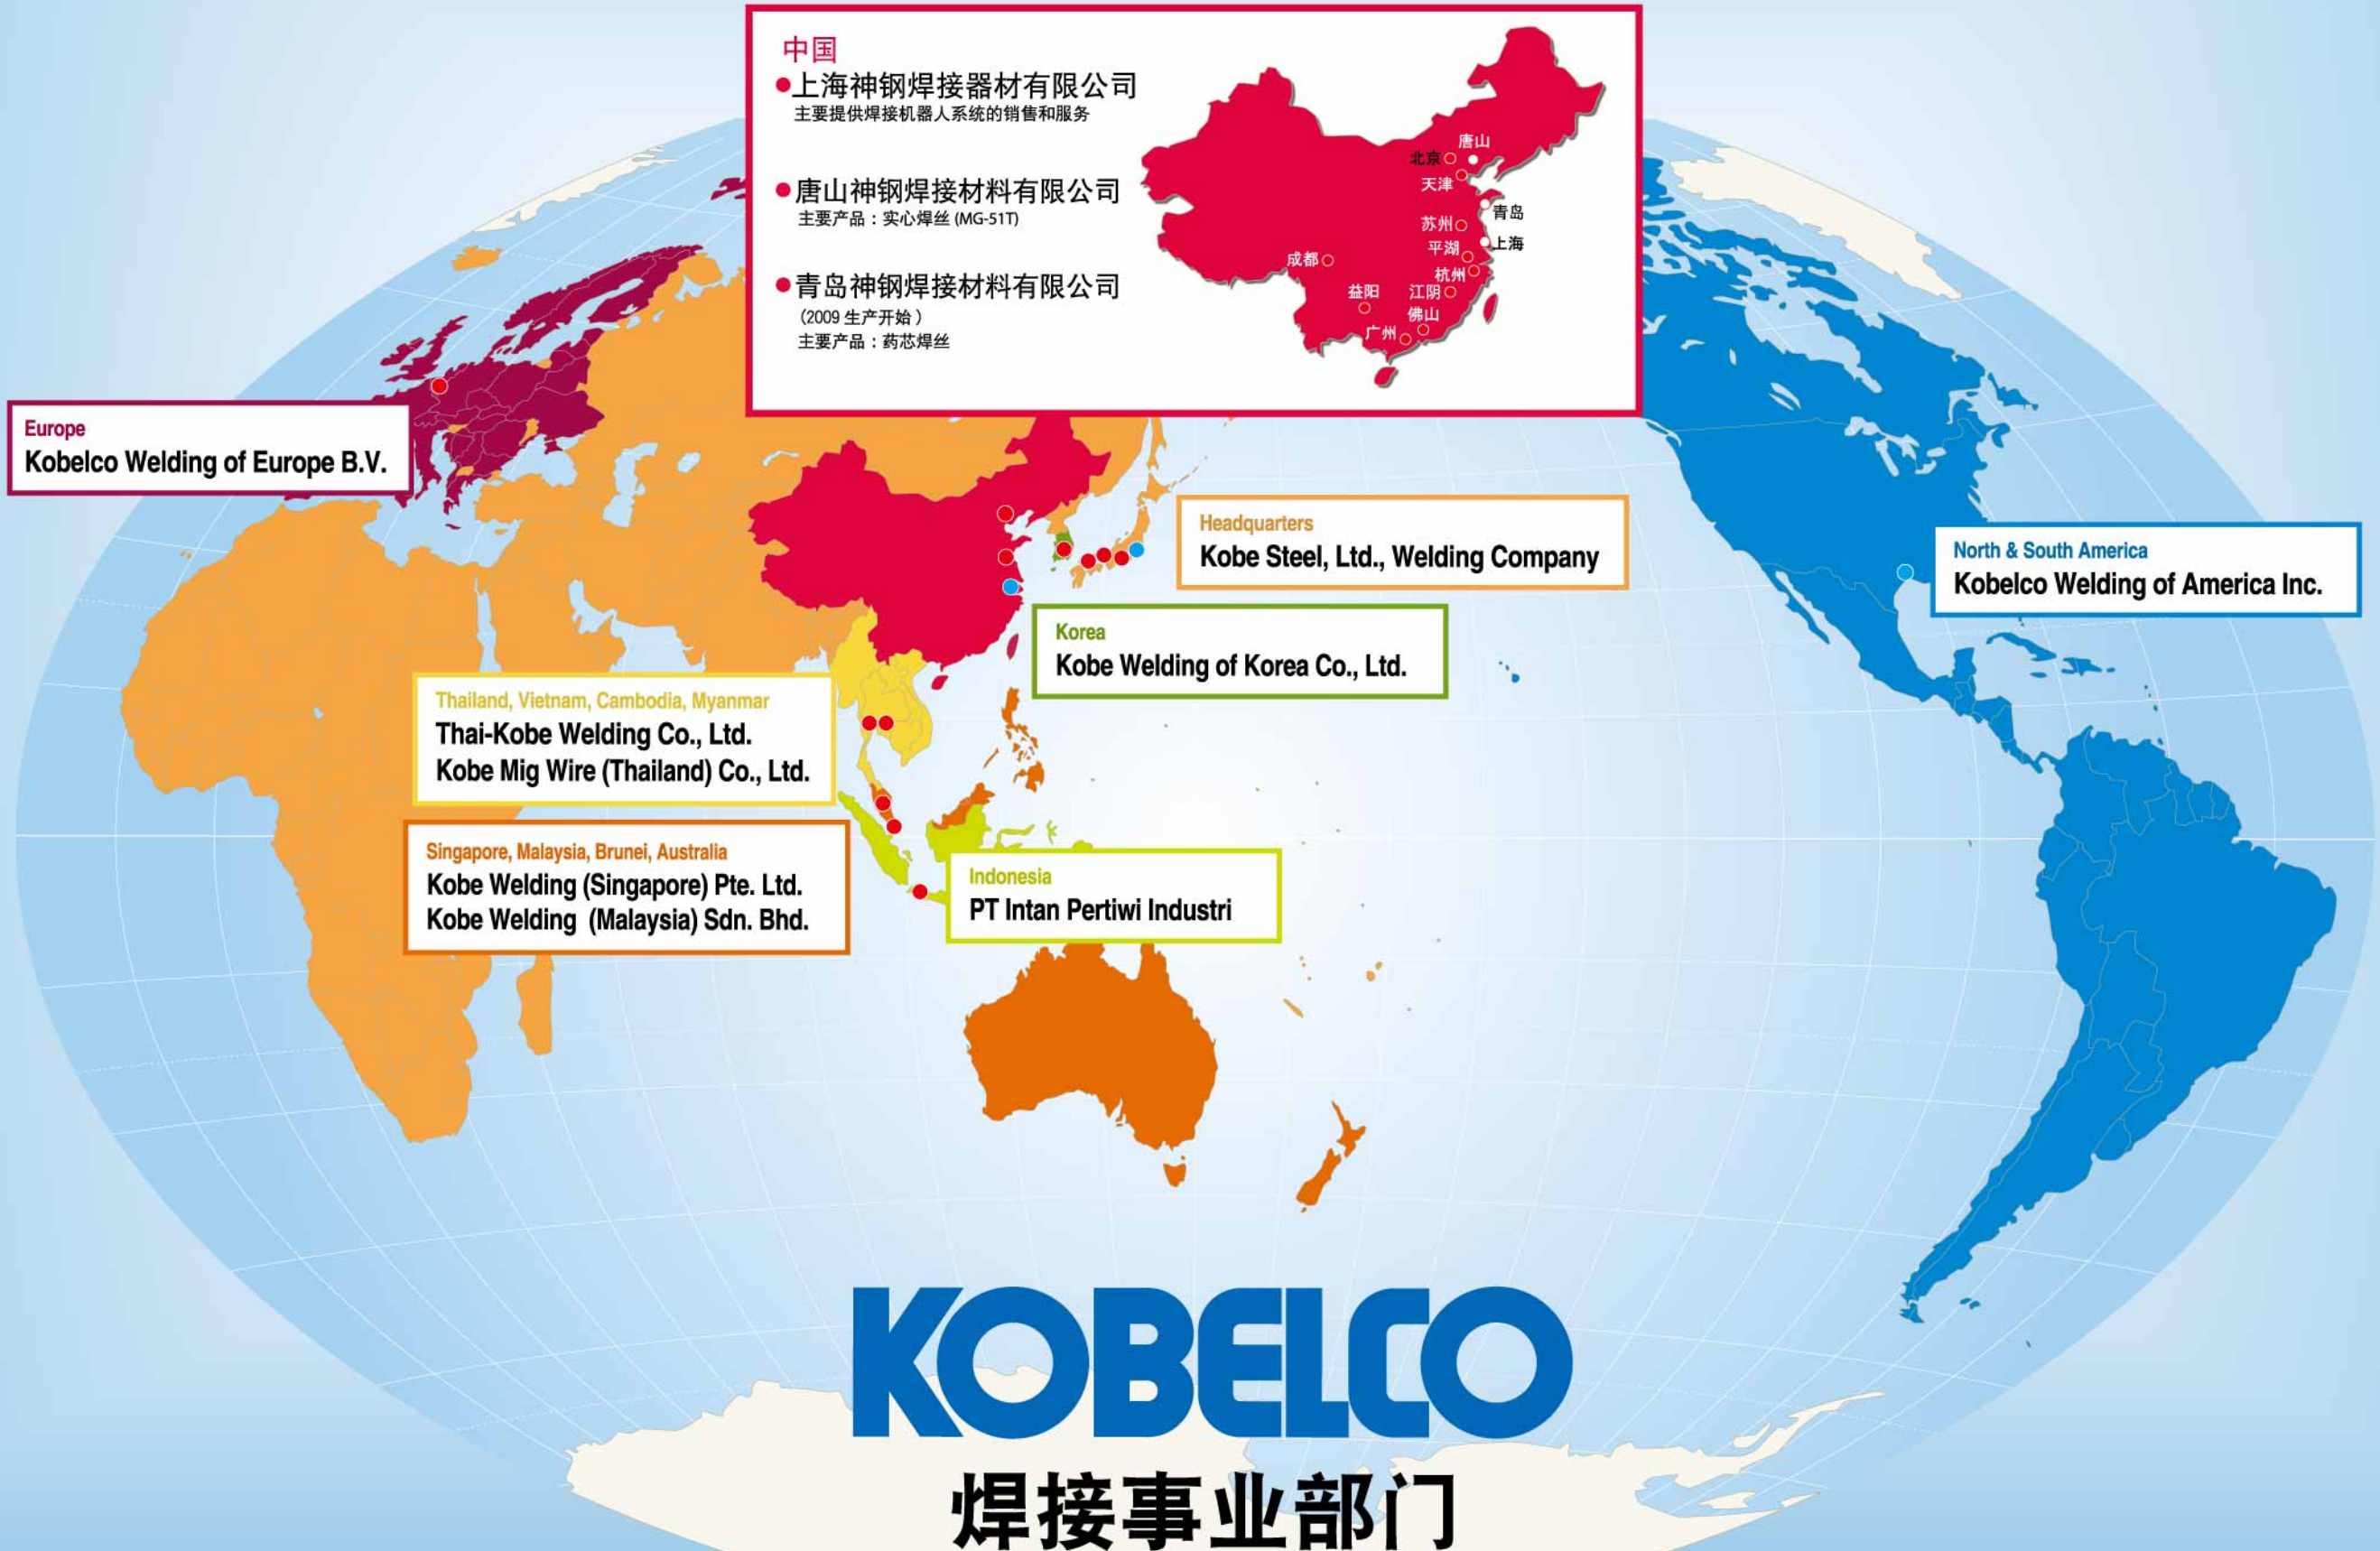 中国
●上海神钢焊接器材有限公司
主要提供焊接机器人系统的销售和服务
●唐山神钢焊接材料有限公司
主要产品：实心焊丝 (MG-51T)
●青岛神钢焊接材料有限公司
（2009 生产开始）
主要产品：药芯焊丝
唐山
北京
天津
青岛
苏州
上海
平湖
成都
杭州
益阳
江阴
佛山
广州
Europe
Kobelco Welding of Europe B.V.
Headquarters
Kobe Steel, Ltd., Welding Company
North & South America
Kobelco Welding of America Inc.
Korea
Kobe Welding of Korea Co., Ltd.
Thailand, Vietnam, Cambodia, Myanmar
Thai-Kobe Welding Co., Ltd.
Kobe Mig Wire (Thailand) Co., Ltd.
Singapore, Malaysia, Brunei, Australia
Kobe Welding (Singapore) Pte. Ltd.
Kobe Welding (Malaysia) Sdn. Bhd.
Indonesia
PT Intan Pertiwi Industri
KOBELCO
焊接事业部门